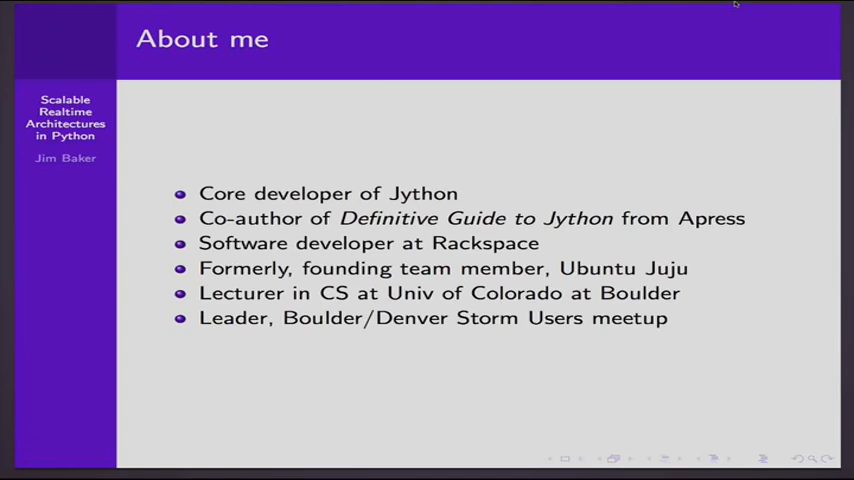 About me
Scalable
Realtime
Architectures
in Python
Jim Baker
Core developer of Jython
Co-author of Definitive Guide to Jython from Apress
Software developer at Rackspace
Formerly, founding team member, Ubuntu Juju
Lecturer in CS at Univ of Colorado at Boulder
Leader, Boulder/Denver Storm Users meetup